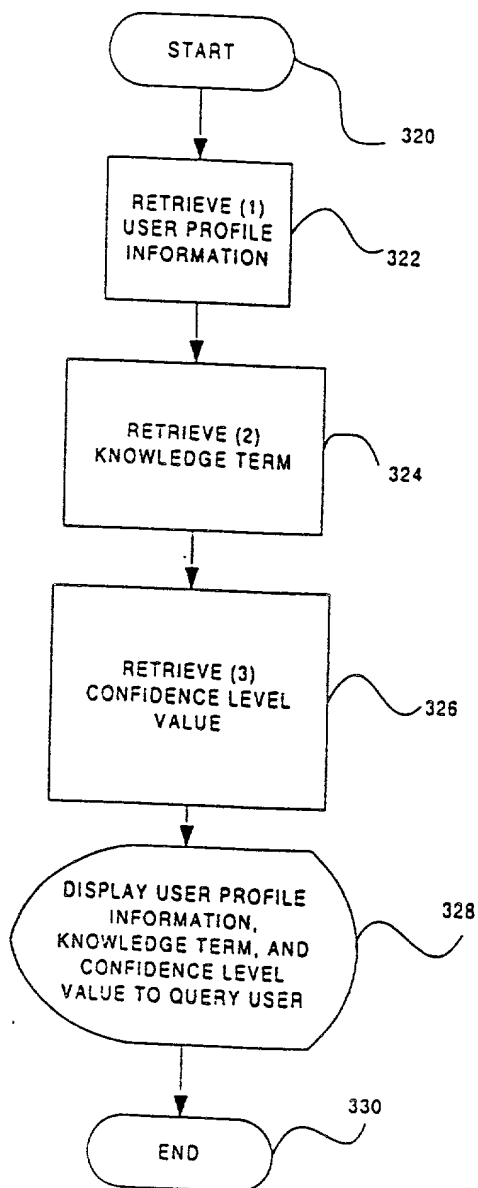 START
320
RETRIEVE (1)
USER PROFILE
INFORMATION
322
RETRIEVE (2)
KNOWLEDGE TERM
324
RETRIEVE (3)
CONFIDENCE LEVEL
VALUE
326
DISPLAY USER PROFILE
INFORMATION,
KNOWLEDGE TERM, AND
CONFIDENCE LEVEL
VALUE TO QUERY USER
328
330
END